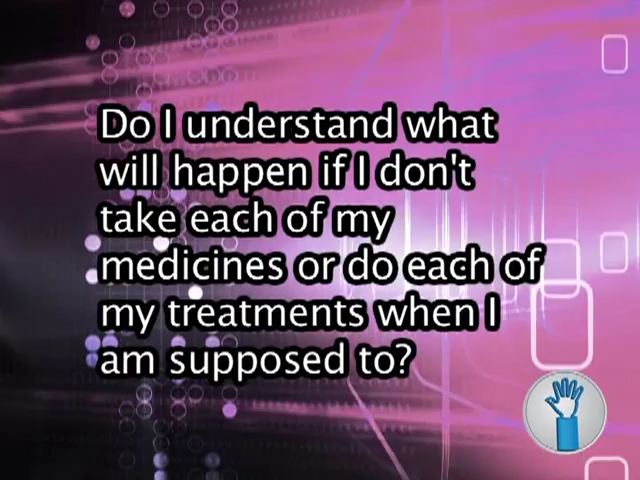 Do I understand what
will happen if I don't
take each of my
medicines or do each of
my treatments when I
am supposed to?